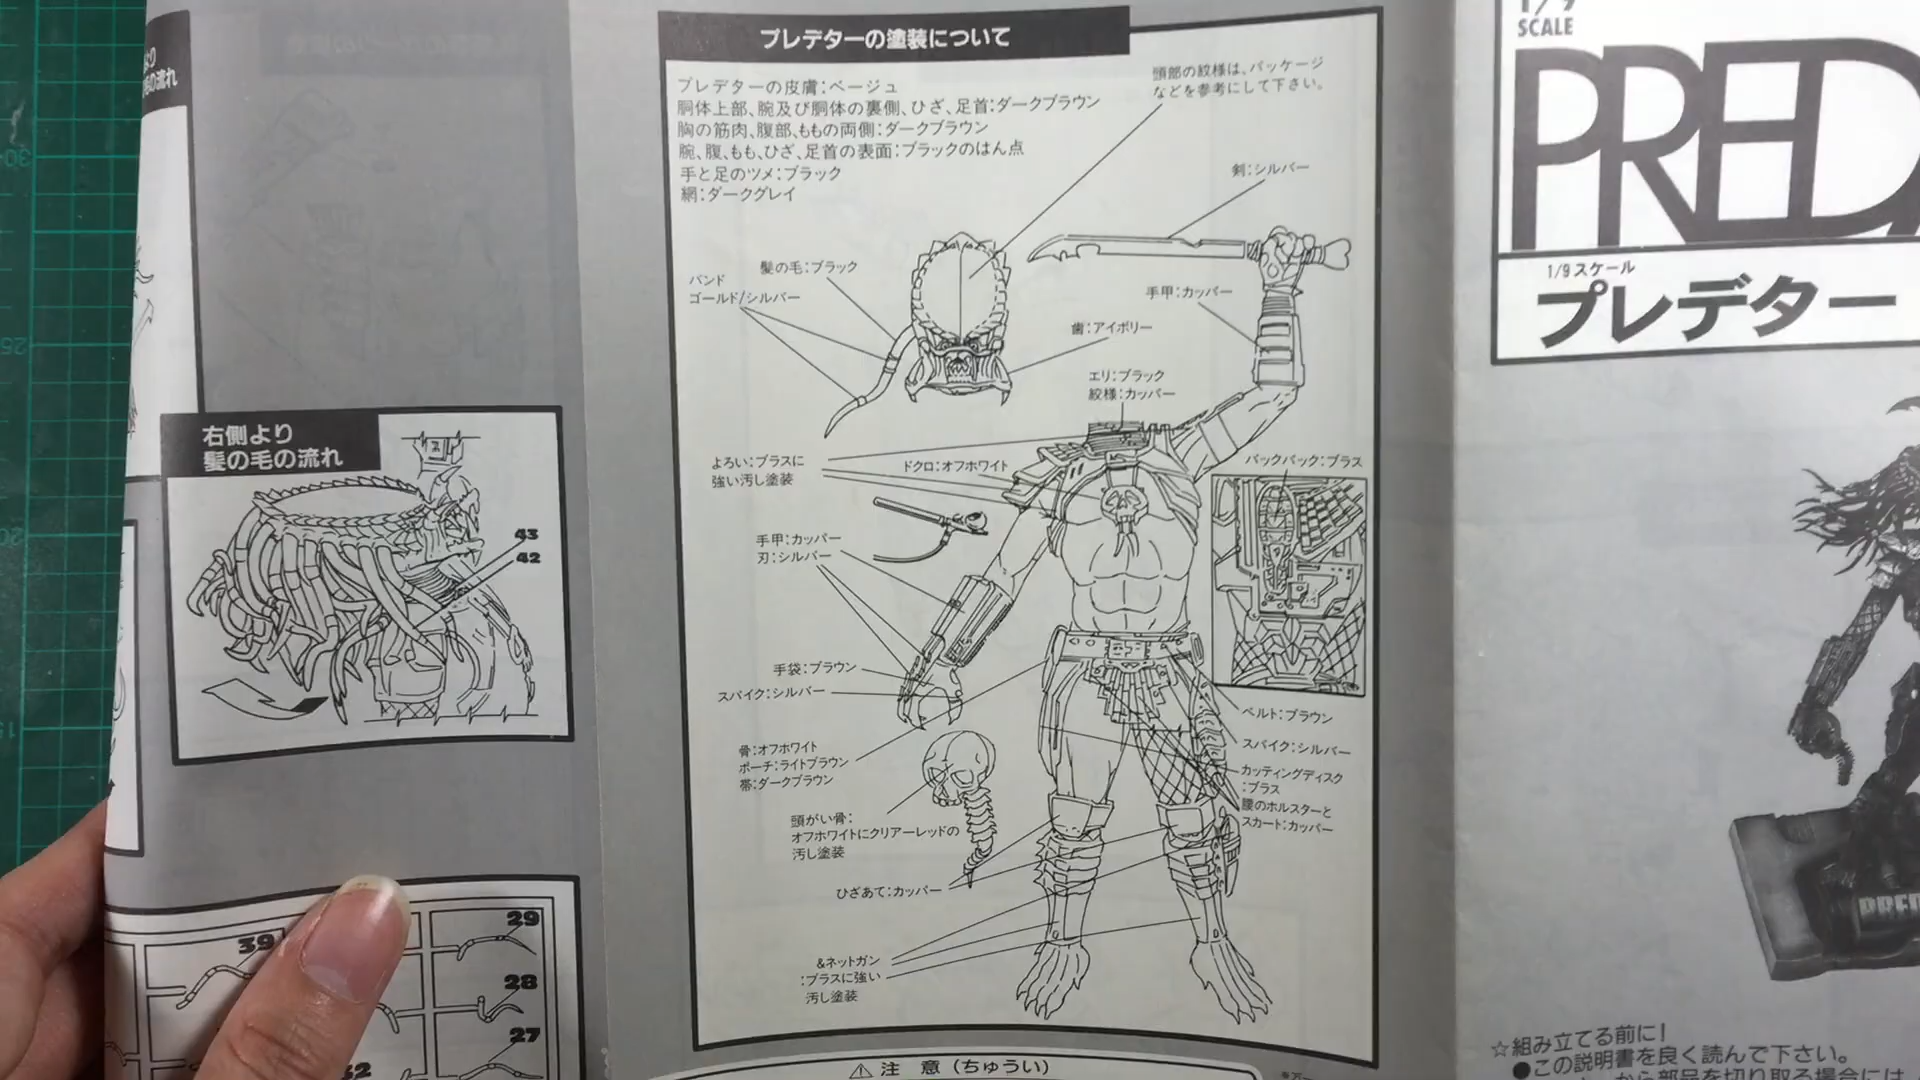 の流れ
右側より
髪の毛の流れ
43
42
39
29
28
27
プレデターの塗装について
プレデターの皮膚:ベージュ
胴体上部、腕及び胴体の裏側、ひざ、足首:ダークブラウン
胸の筋肉、腹部、ももの両側:ダークブラウン
腕、腹、もも、ひざ、足首の表面:ブラックのはん点
手と足のツメ:ブラック
網:ダークグレイ
頭部の紋様は、パッケージ
などを参考にして下さい。
剣:シルバー
髪の毛:ブラック
バンド
ゴールド/シルバー
手甲:カッパー
歯:アイボリー
エリ:ブラック
紋様:カッパー
よろい:ブラスに
強い汚し塗装
ドクロ:オフホワイト
バックパック:ブラス
手甲:カッパー
刃:シルバー
手袋:ブラウン
スパイク:シルバー
骨:オフホワイト
ポーチ:ライトブラウン
帯:ダークブラウン
ベルト:ブラウン
スパイク:シルバー
カッティングディスク
:ブラス
腰のホルスターと
スカート:カッパー
頭がい骨:
オフホワイトにクリアーレッドの
汚し塗装
ひざあて:カッパー
&ネットガン
:ブラスに強い
汚し塗装
⚠ 注 意 (ちゅうい)
1/9
SCALE
PRED
1/9スケール
プレデター
☆組み立てる前に!
●この説明書を良く読んで下さい。
から部品を切り取る場合には